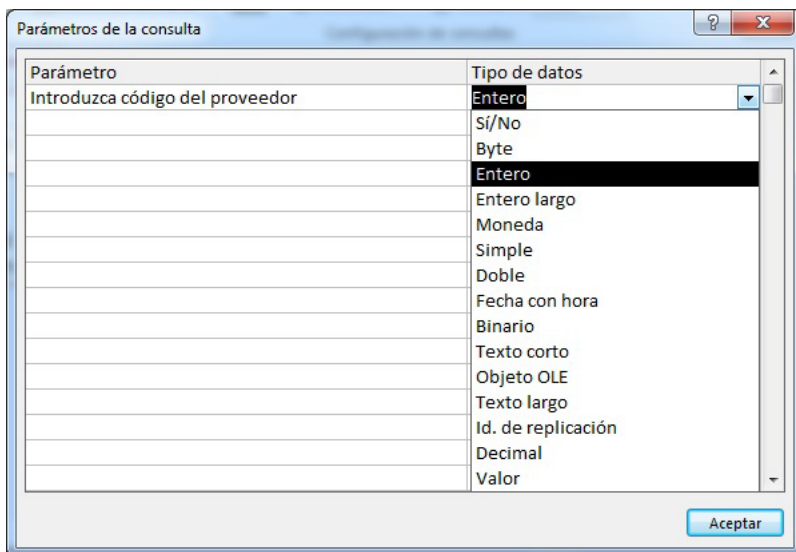 Parámetros de la consulta
Parámetro Tipo de datos
Introduzca código del proveedor Entero
Sí/No
Byte
Entero
Entero largo
Moneda
Simple
Doble
Fecha con hora
Binario
Texto corto
Objeto OLE
Texto largo
Id. de replicación
Decimal
Valor
Aceptar